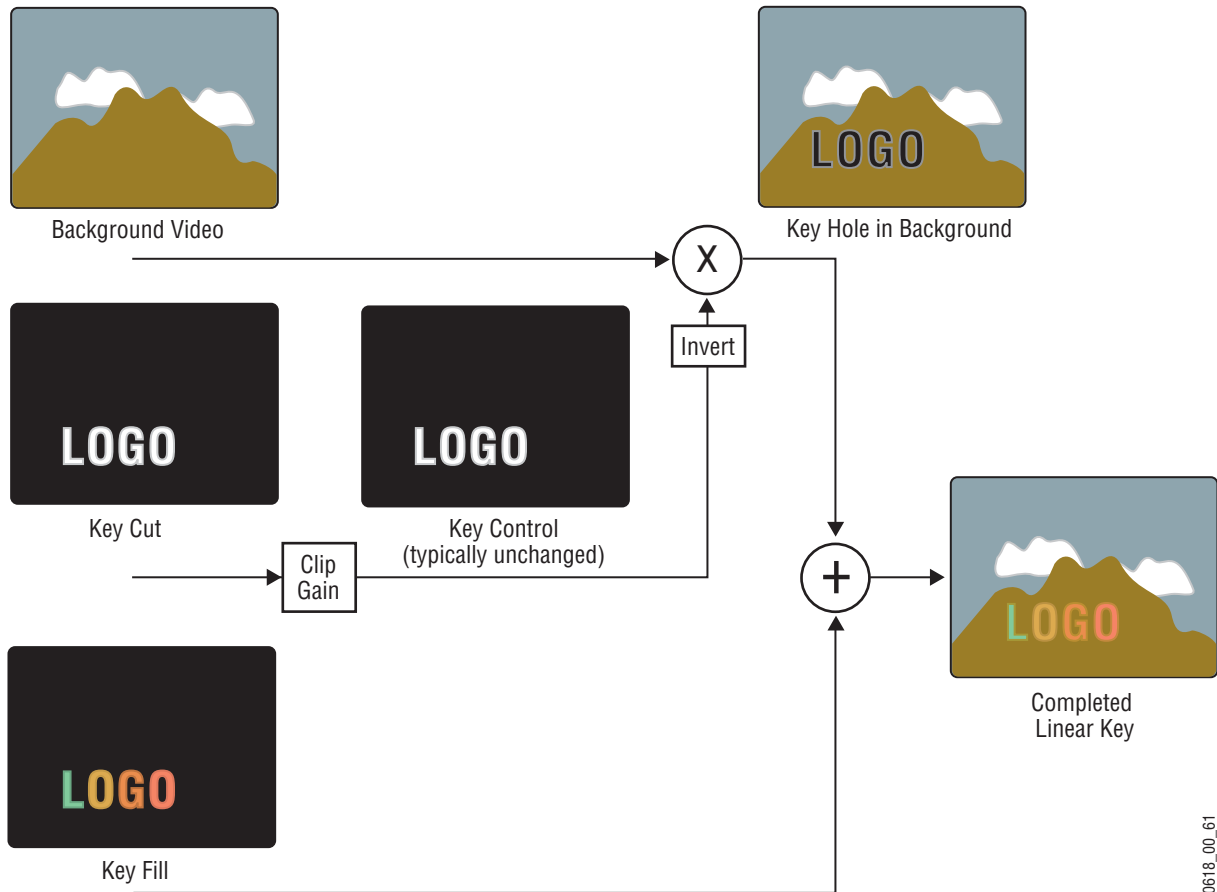 LOGO
Background Video
Key Hole in Background
X
Invert
LOGO
LOGO
Key Cut
Key Control
(typically unchanged)
Clip
Gain
+
LOGO
Completed
Linear Key
LOGO
Key Fill
0618_00_61